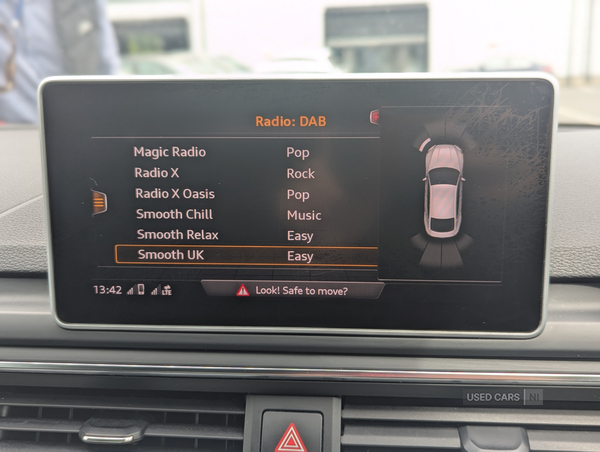 Radio: DAB
Magic Radio Pop
Radio X Rock
Radio X Oasis Pop
Smooth Chill Music
Smooth Relax Easy
Smooth UK Easy
13:42 LTE Look! Safe to move?
USED CARS NI